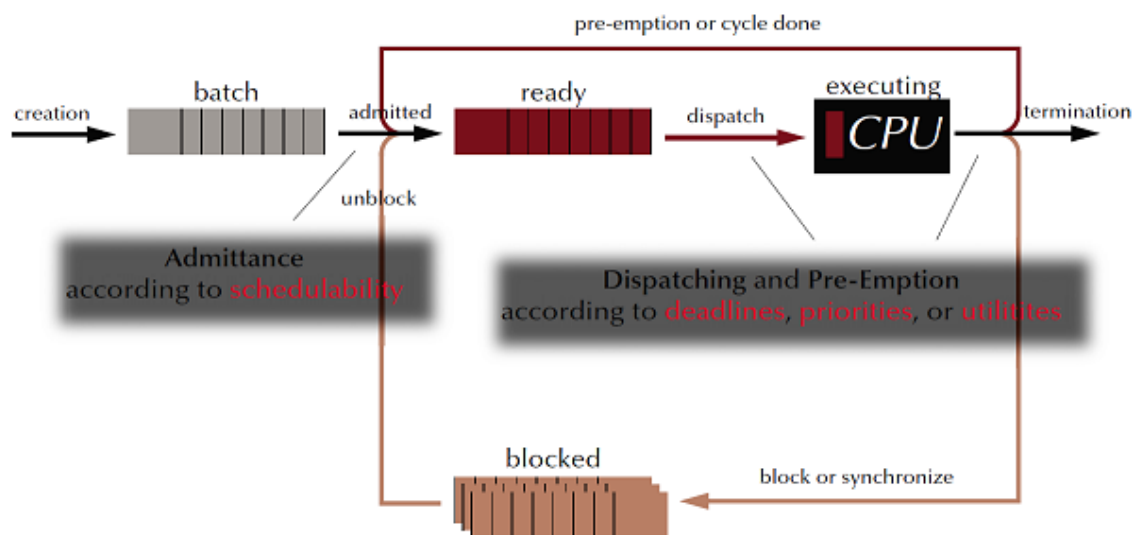 pre-emption or cycle done
batch
ready
executing
creation
admitted
dispatch
CPU
termination
unblock
Admittance
according to schedulability
Dispatching and Pre-Emption
according to deadlines, priorities, or utilitites
blocked
block or synchronize